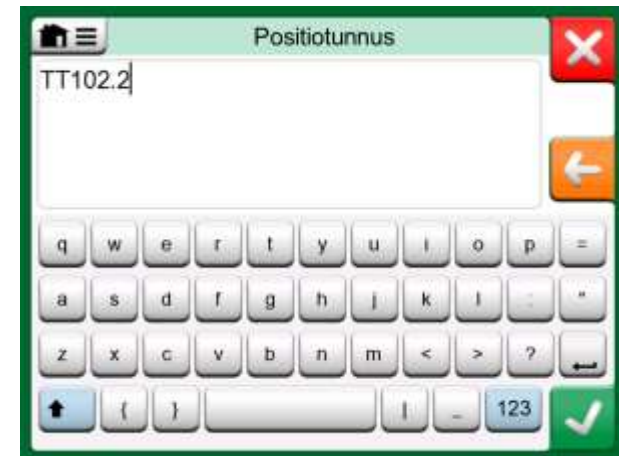 Positiotunnus
TT102.2
q w e r t y u i o p =
a s d f g h j k l : "
z x c v b n m < > ?
{ } | _ 123